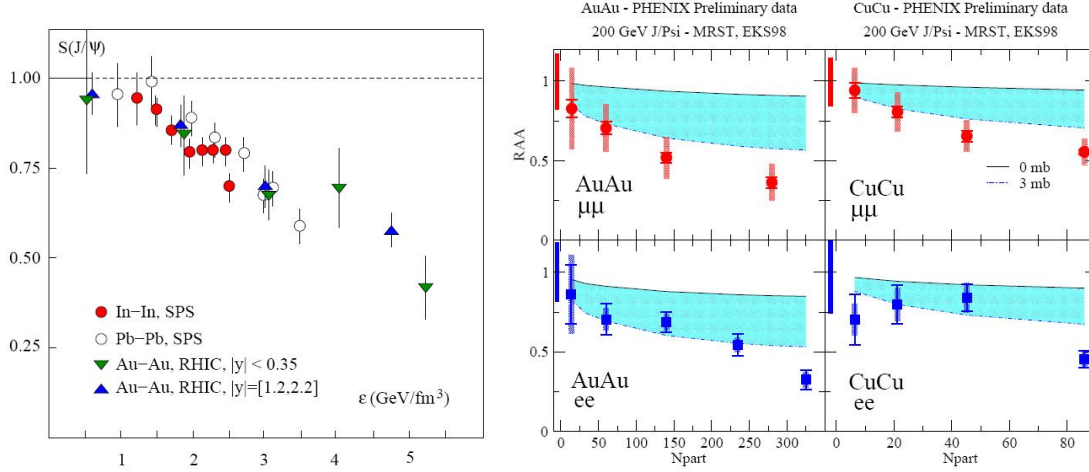 S(J/Ψ)
1.00
0.75
0.50
0.25
In−In, SPS
Pb−Pb, SPS
Au−Au, RHIC, |y| < 0.35
Au−Au, RHIC, |y|=[1.2,2.2]
ε (GeV/fm³)
1 2 3 4 5
AuAu - PHENIX Preliminary data
200 GeV J/Psi - MRST, EKS98
CuCu - PHENIX Preliminary data
200 GeV J/Psi - MRST, EKS98
RAA
1
0.5
0
AuAu
μμ
0 mb
3 mb
CuCu
μμ
1
0.5
0
AuAu
ee
CuCu
ee
0 50 100 150 200 250 300
Npart
0 20 40 60 80
Npart